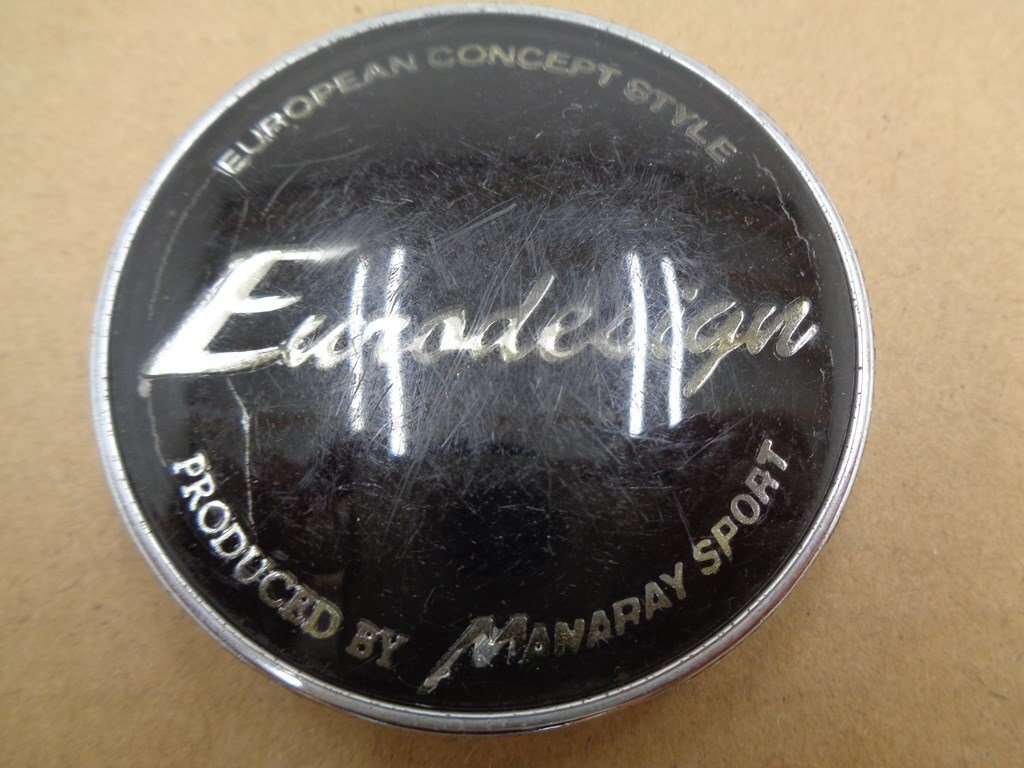 EUROPEAN CONCEPT STYLE
Eurodesign
PRODUCED BY MANARAY SPORT